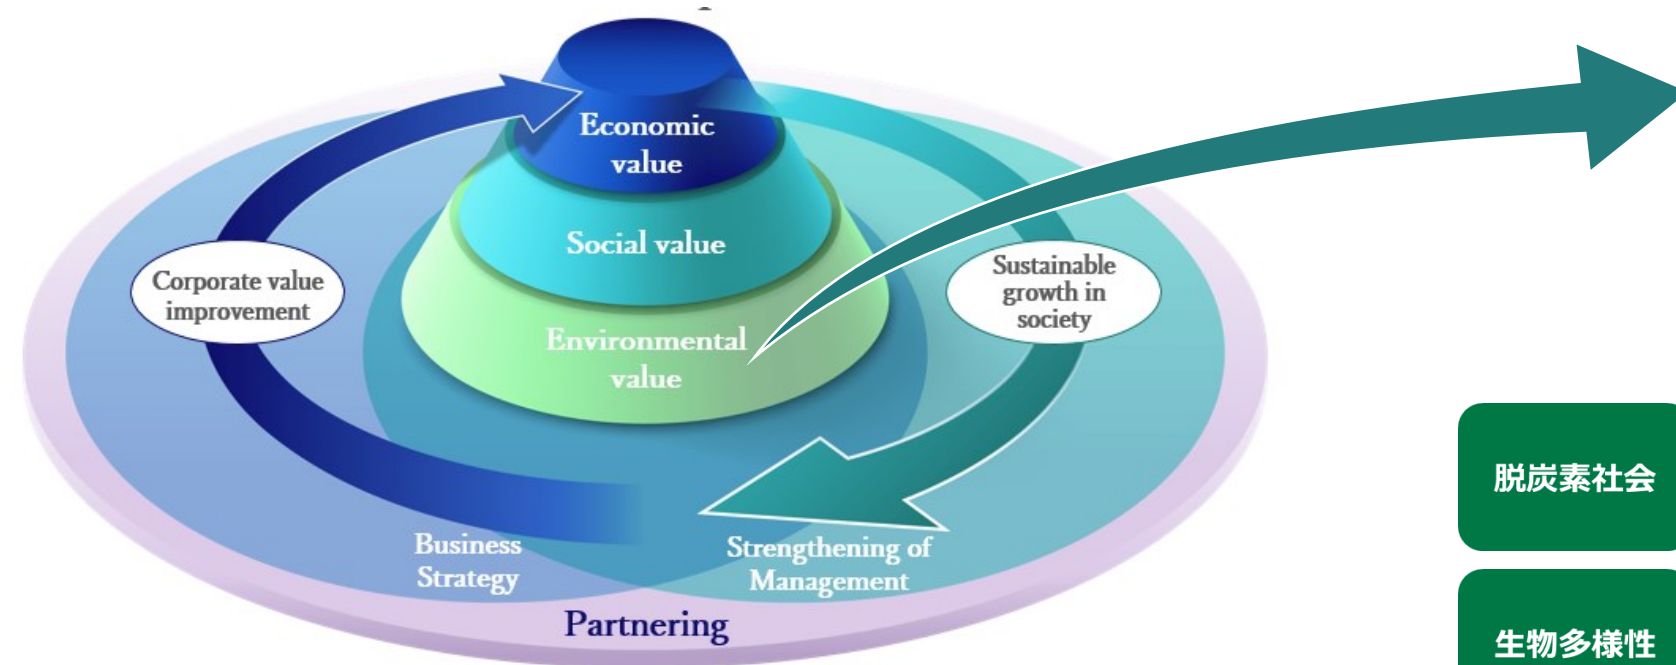 Economic
value
Social value
Environmental
value
Corporate value
improvement
Sustainable
growth in
society
Business
Strategy
Strengthening of
Management
Partnering
脱炭素社会
生物多様性